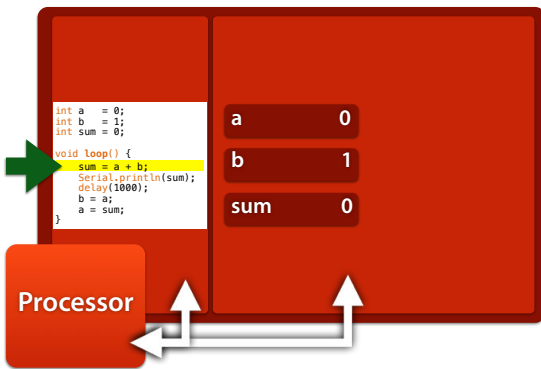 int a   = 0;
int b   = 1;
int sum = 0;
void loop() {
    sum = a + b;
    Serial.println(sum);
    delay(1000);
    b = a;
    a = sum;
}
a 0
b 1
sum 0
Processor